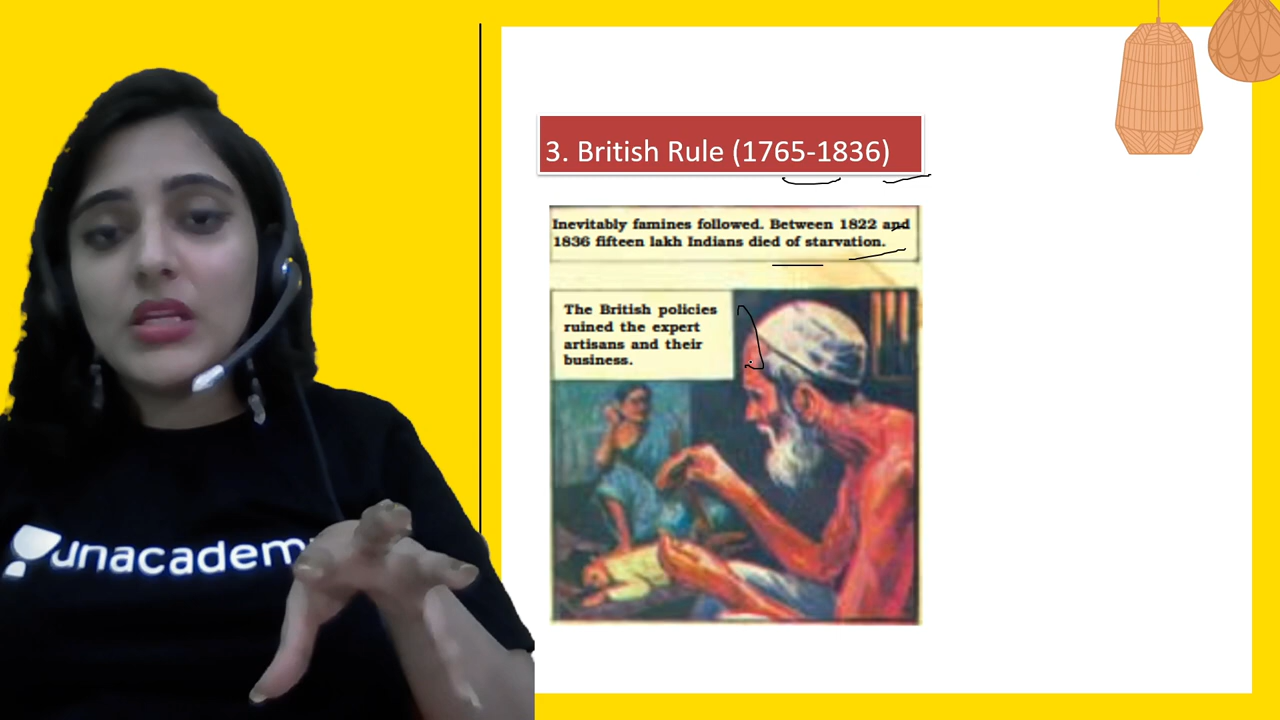 3. British Rule (1765-1836)
Inevitably famines followed. Between 1822 and
1836 fifteen lakh Indians died of starvation.
The British policies
ruined the expert
artisans and their
business.
unacadem